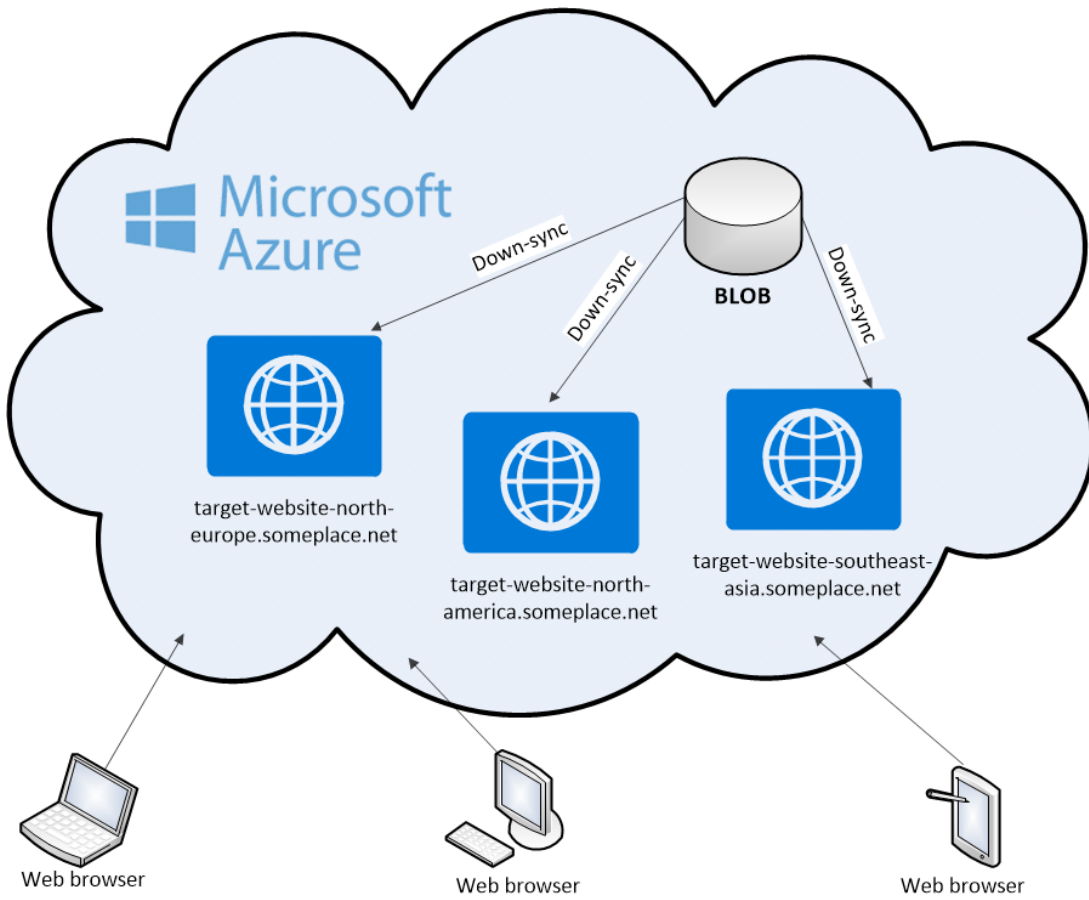 Microsoft
Azure
Down-sync
Down-sync
Down-sync
BLOB
target-website-north-
europe.someplace.net
target-website-north-
america.someplace.net
target-website-southeast-
asia.someplace.net
Web browser
Web browser
Web browser